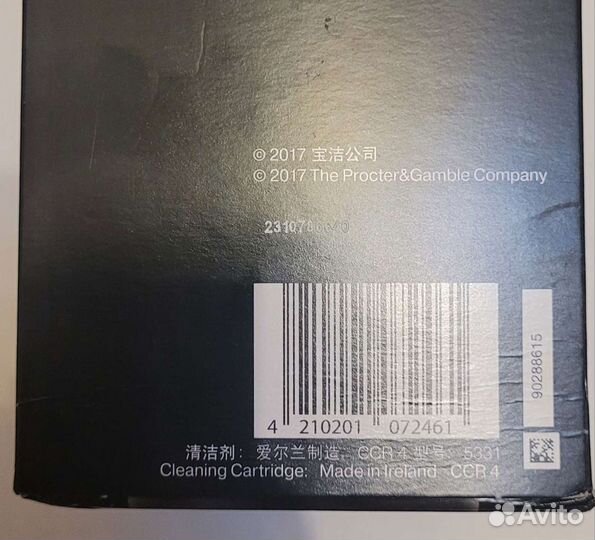 © 2017 宝洁公司
© 2017 The Procter&Gamble Company
90288615
4 210201 072461
清洁剂：爱尔兰制造，CCR 4 型号：5331
Cleaning Cartridge: Made in Ireland CCR 4
Avito